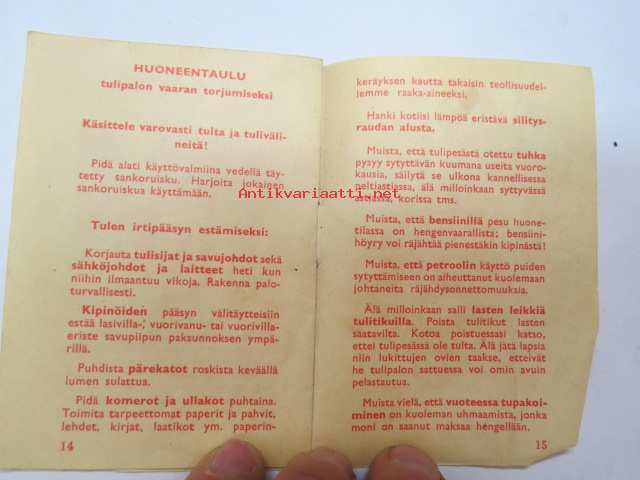 HUONEENTAULU
tulipalon vaaran torjumiseksi
Käsittele varovasti tulta ja tuliväli-
neitä!
Pidä alati käyttövalmiina vedellä täy-
tetty sankoruisku. Harjoita jokainen
sankoruiskua käyttämään.
Tulen irtipääsyn estämiseksi:
Korjauta tulisijat ja savujohdot sekä
sähköjohdot ja laitteet heti kun
niihin ilmaantuu vikoja. Rakenna palo-
turvallisesti.
Kipinöiden pääsyn välitäytteisiin
estää lasivilla-, vuorivanu- tai vuorivilla-
eriste savupiipun paksunnoksen ympä-
rillä.
Puhdista pärekatot roskista keväällä
lumen sulattua.
Pidä komerot ja ullakot puhtaina.
Toimita tarpeettomat paperit ja pahvit,
lehdet, kirjat, laatikot ym. paperin-
14
keräyksen kautta takaisin teollisuudel-
lemme raaka-aineeksi.
Hanki kotiisi lämpöä eristävä silitys-
raudan alusta.
Muista, että tulipesästä otettu tuhka
pysyy sytyttävän kuumana useita vuoro-
kausia, säilytä se ulkona kannellisessa
peltiastiassa, älä milloinkaan syttyvässä
astiassa, korissa tms.
Muista, että bensiinillä pesu huone-
tilassa on hengenvaarallista; bensiini-
höyry voi räjähtää pienestäkin kipinästä!
Muista, että petroolin käyttö puiden
sytyttämiseen on aiheuttanut kuolemaan
johtaneita räjähdysonnettomuuksia.
Älä milloinkaan salli lasten leikkiä
tulitikuilla. Poista tulitikut lasten
saatavilta. Kotoa poistuessasi katso,
ettei tulipesässä ole tulta. Älä jätä lapsia
niin lukittujen ovien taakse, etteivät
he tulipalon sattuessa voi omin avuin
pelastautua.
Muista vielä, että vuoteessa tupakoi-
minen on kuoleman uhmaamista, jonka
moni on saanut maksaa hengellään.
15
Antikvariaatti.net